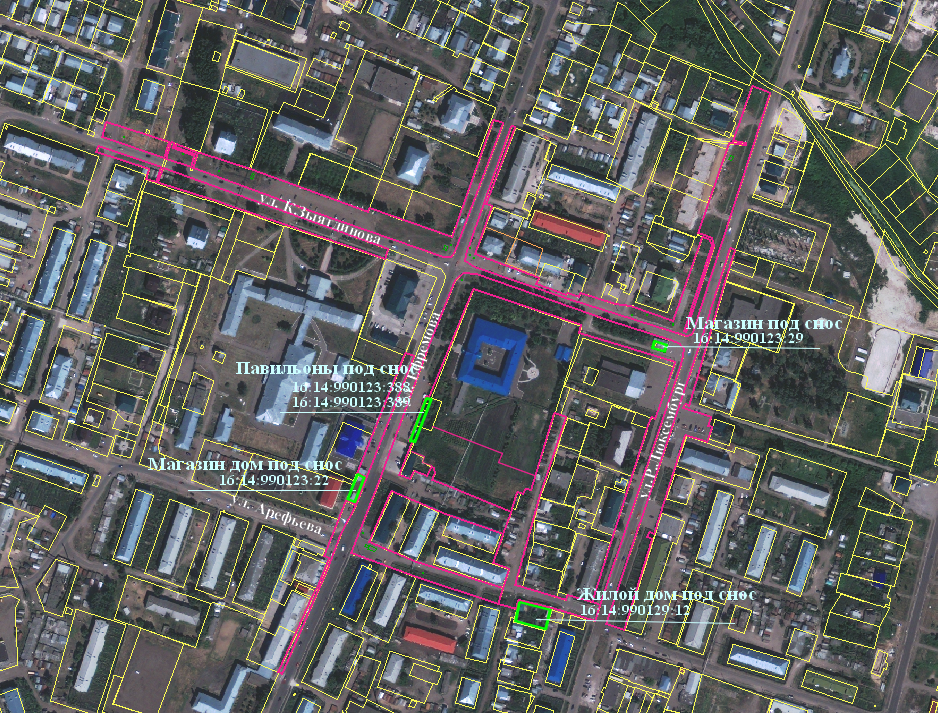 ул. К.Зыятдинова
Магазин под снос
16:14:990123:29
Павильоны под снос
16:14:990123:388
16:14:990123:389
ул. Р. Люксембург
Магазин дом под снос
16:14:990123:22
ул. Арефьева,
Жилой дом под снос
16:14:990129-12